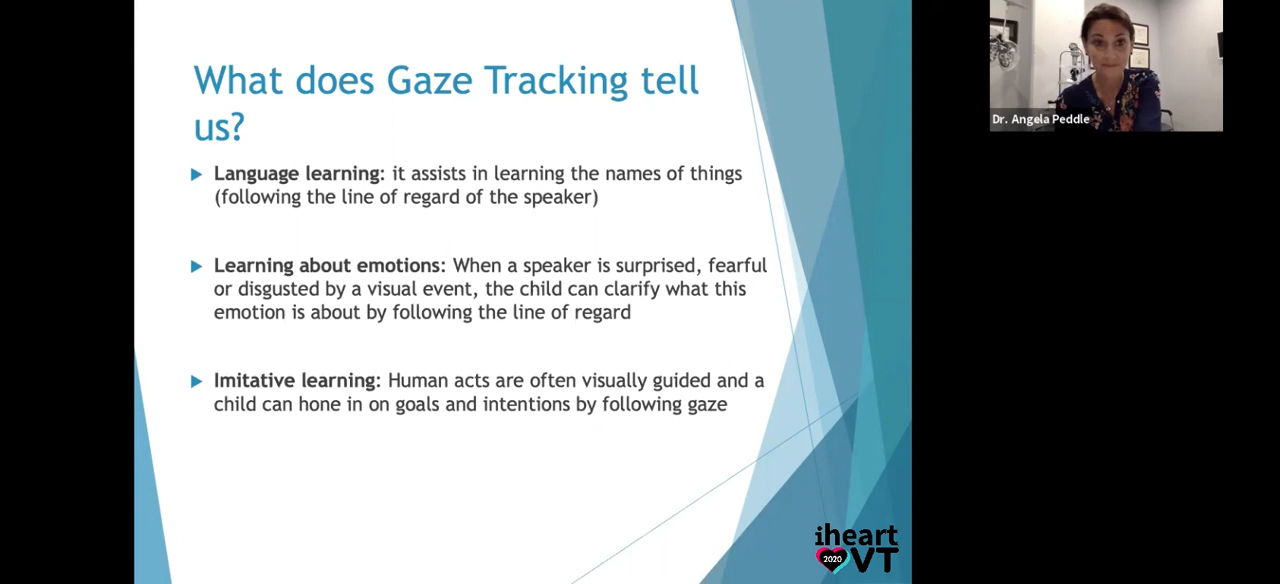 What does Gaze Tracking tell
us?
Language learning: it assists in learning the names of things
(following the line of regard of the speaker)
Learning about emotions: When a speaker is surprised, fearful
or disgusted by a visual event, the child can clarify what this
emotion is about by following the line of regard
Imitative learning: Human acts are often visually guided and a
child can hone in on goals and intentions by following gaze
iheart
2020 VT
Dr. Angela Peddle